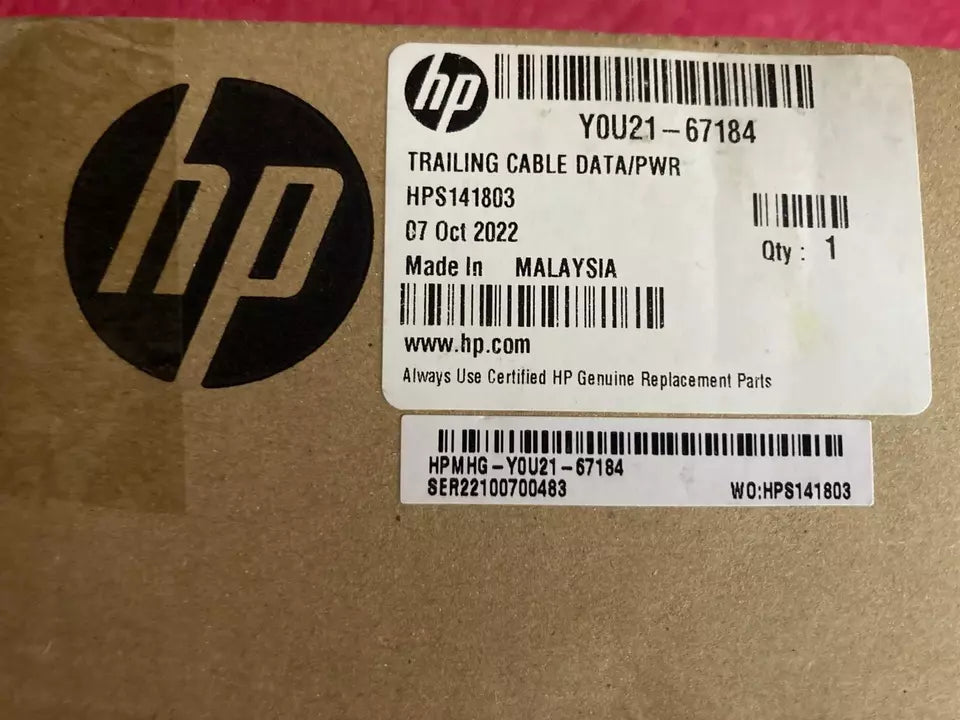 hp
hp
Y0U21-67184
TRAILING CABLE DATA/PWR
HPS141803
07 Oct 2022
Qty : 1
Made In MALAYSIA
www.hp.com
Always Use Certified HP Genuine Replacement Parts
HPMHG-Y0U21-67184
SER22100700483 WO:HPS141803